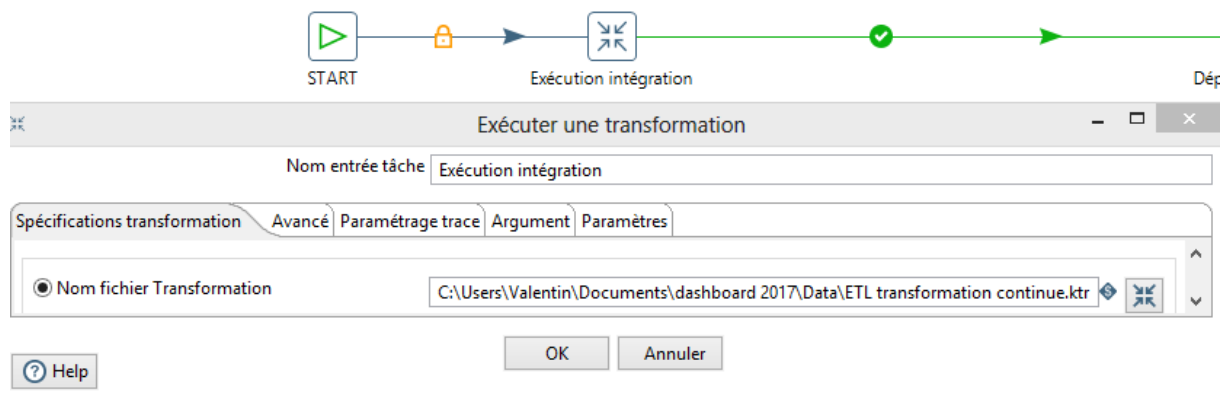 START
Exécution intégration
Dép
Exécuter une transformation
Nom entrée tâche Exécution intégration
Spécifications transformation Avancé Paramétrage trace Argument Paramètres
Nom fichier Transformation C:\Users\Valentin\Documents\dashboard 2017\Data\ETL transformation continue.ktr
OK Annuler
Help